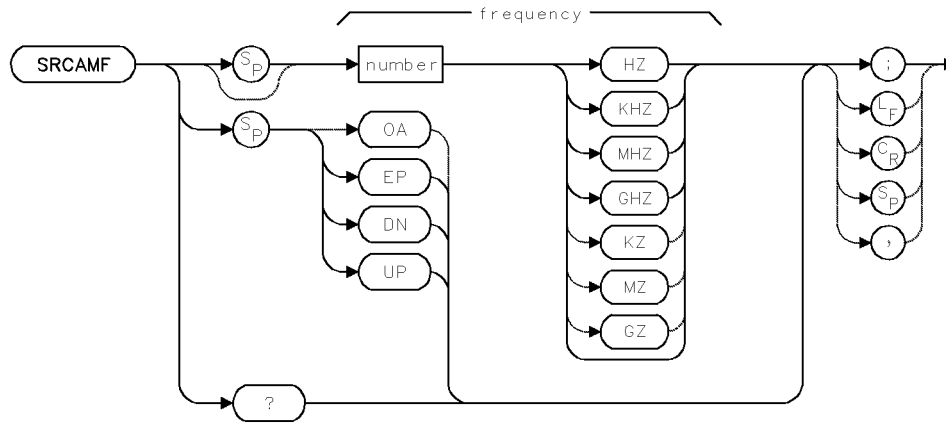 frequency
SRCAMF SP number HZ ;
KHZ LF
SP OA MHZ CR
EP GHZ SP
DN KZ ,
UP MZ
GZ
?